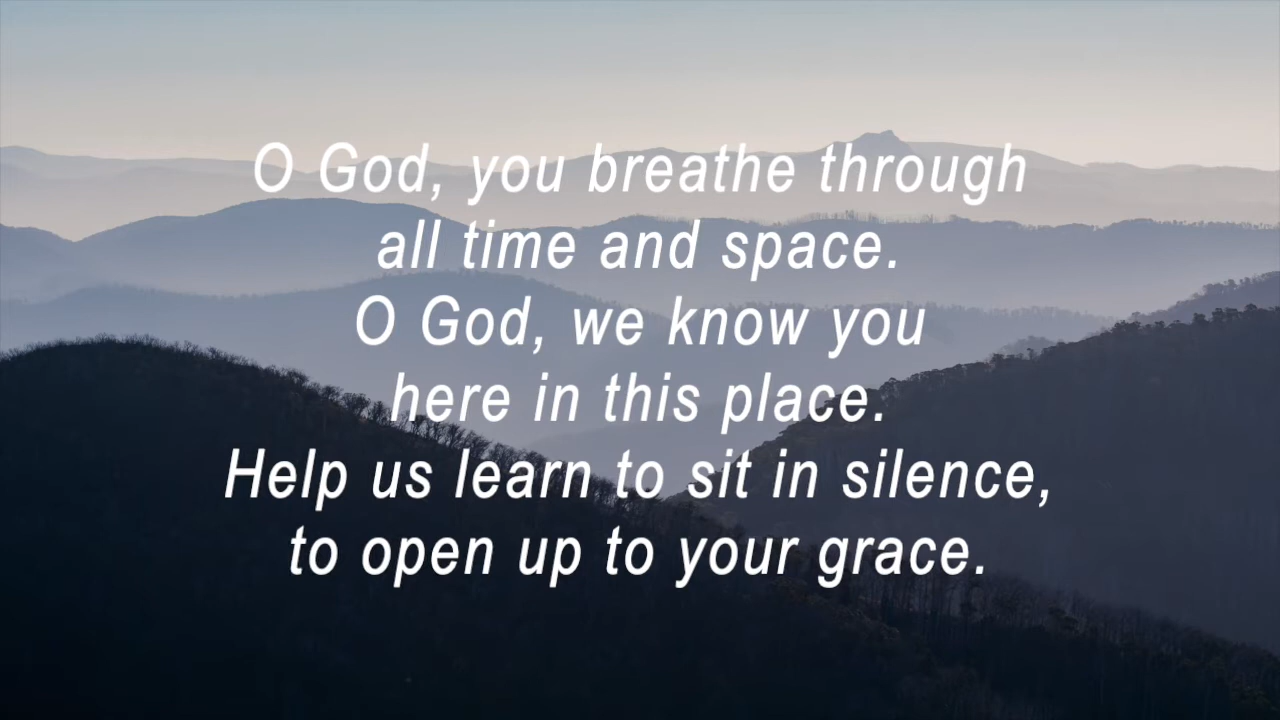 O God, you breathe through
all time and space.
O God, we know you
here in this place.
Help us learn to sit in silence,
to open up to your grace.